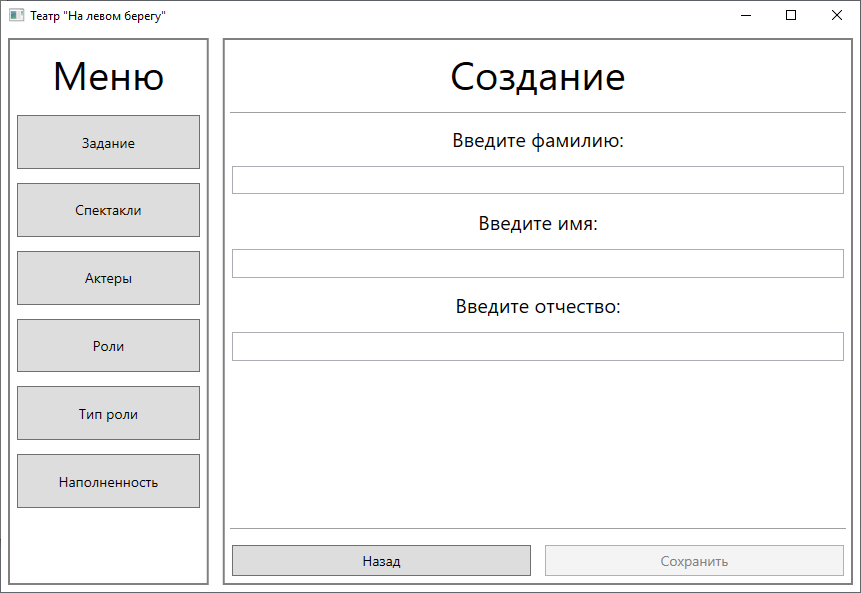 Театр "На левом берегу"
Меню
Задание
Спектакли
Актеры
Роли
Тип роли
Наполненность
Создание
Введите фамилию:
Введите имя:
Введите отчество:
Назад
Сохранить